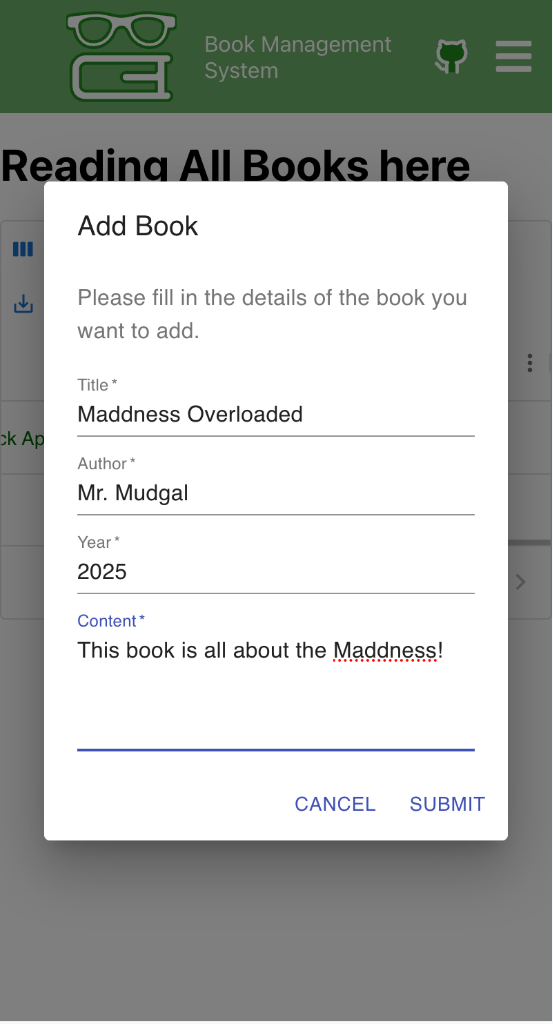 Book Management
System
Reading All Books here
Add Book
Please fill in the details of the book you
want to add.
Title *
Maddness Overloaded
Author *
Mr. Mudgal
Year *
2025
Content *
This book is all about the Maddness!
CANCEL SUBMIT